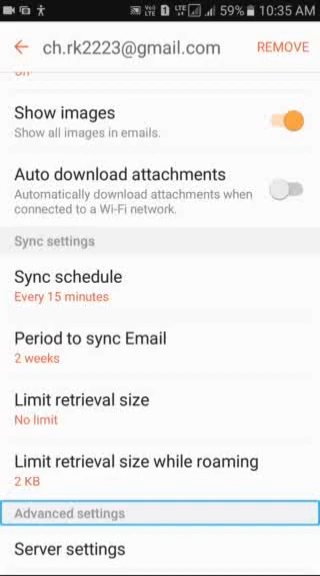 VoLTE 1 LTE 59% 10:35 AM
ch.rk2223@gmail.com REMOVE
Show images
Show all images in emails.
Auto download attachments
Automatically download attachments when
connected to a Wi-Fi network.
Sync settings
Sync schedule
Every 15 minutes
Period to sync Email
2 weeks
Limit retrieval size
No limit
Limit retrieval size while roaming
2 KB
Advanced settings
Server settings